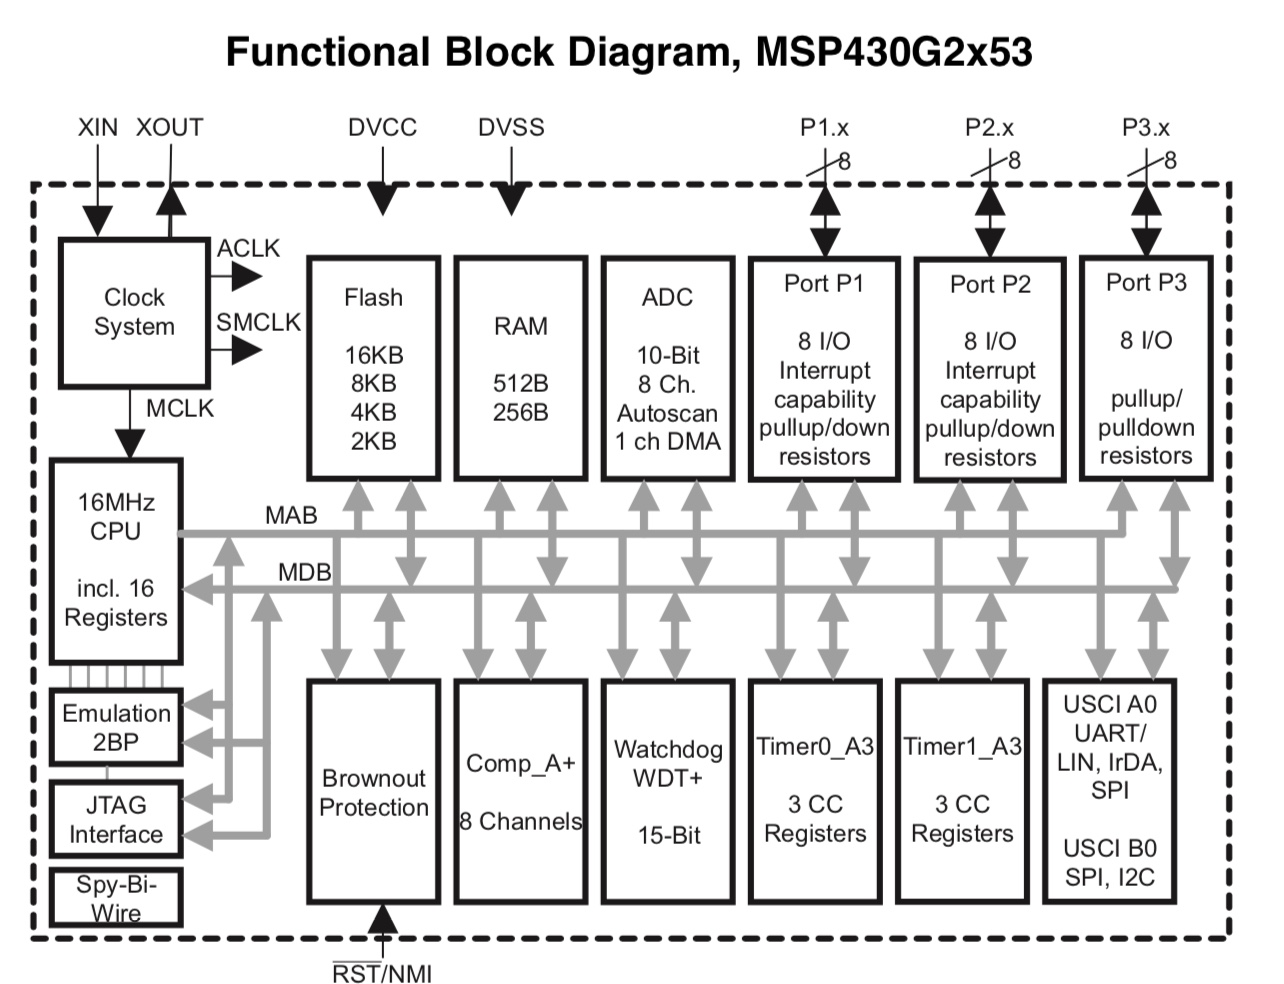 Functional Block Diagram, MSP430G2x53
XIN
XOUT
DVCC
DVSS
P1.x
P2.x
P3.x
8
8
8
Clock
System
ACLK
SMCLK
MCLK
Flash
16KB
8KB
4KB
2KB
RAM
512B
256B
ADC
10-Bit
8 Ch.
Autoscan
1 ch DMA
Port P1
8 I/O
Interrupt
capability
pullup/down
resistors
Port P2
8 I/O
Interrupt
capability
pullup/down
resistors
Port P3
8 I/O
pullup/
pulldown
resistors
16MHz
CPU
incl. 16
Registers
MAB
MDB
Emulation
2BP
JTAG
Interface
Spy-Bi-
Wire
Brownout
Protection
Comp_A+
8 Channels
Watchdog
WDT+
15-Bit
Timer0_A3
3 CC
Registers
Timer1_A3
3 CC
Registers
USCI A0
UART/
LIN, IrDA,
SPI
USCI B0
SPI, I2C
RST/NMI